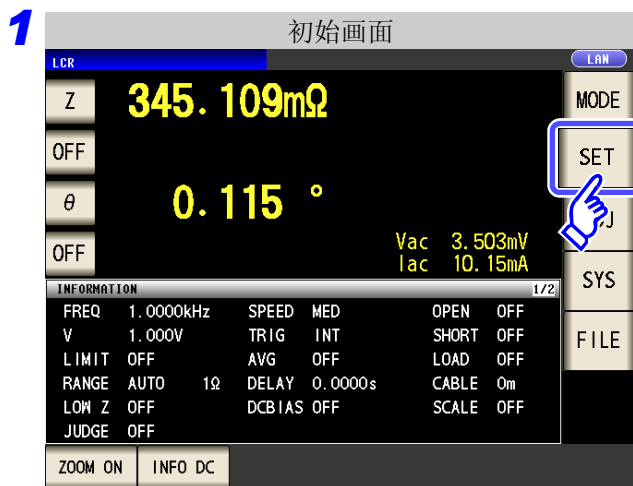 1
初始画面
LCR
LAN
Z 345.109mΩ
MODE
OFF
SET
θ 0.115 °
OFF
Vac 3.503mV
Iac 10.15mA
SYS
INFORMATION 1/2
FREQ 1.0000kHz SPEED MED OPEN OFF
V 1.000V TRIG INT SHORT OFF
FILE
LIMIT OFF AVG OFF LOAD OFF
RANGE AUTO 1Ω DELAY 0.0000s CABLE 0m
LOW Z OFF DCBIAS OFF SCALE OFF
JUDGE OFF
ZOOM ON INFO DC